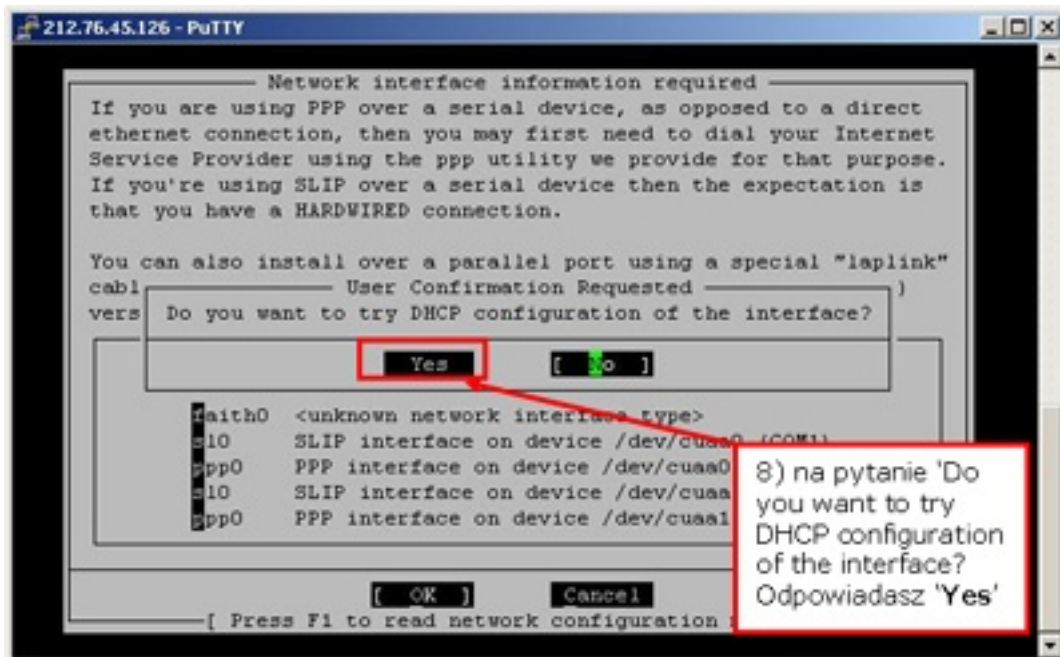 212.76.45.126 - PuTTY
Network interface information required
If you are using PPP over a serial device, as opposed to a direct
ethernet connection, then you may first need to dial your Internet
Service Provider using the ppp utility we provide for that purpose.
If you're using SLIP over a serial device then the expectation is
that you have a HARDWIRED connection.
You can also install over a parallel port using a special "laplink"
cabl )
User Confirmation Requested
vers
Do you want to try DHCP configuration of the interface?
Yes [ No ]
faith0 <unknown network interface type>
sl0 SLIP interface on device /dev/cuaa0 (COM1)
ppp0 PPP interface on device /dev/cuaa0
sl0 SLIP interface on device /dev/cuaa
ppp0 PPP interface on device /dev/cuaa1
[ OK ] Cancel
[ Press F1 to read network configuration
8) na pytanie 'Do
you want to try
DHCP configuration
of the interface?
Odpowiadasz 'Yes'